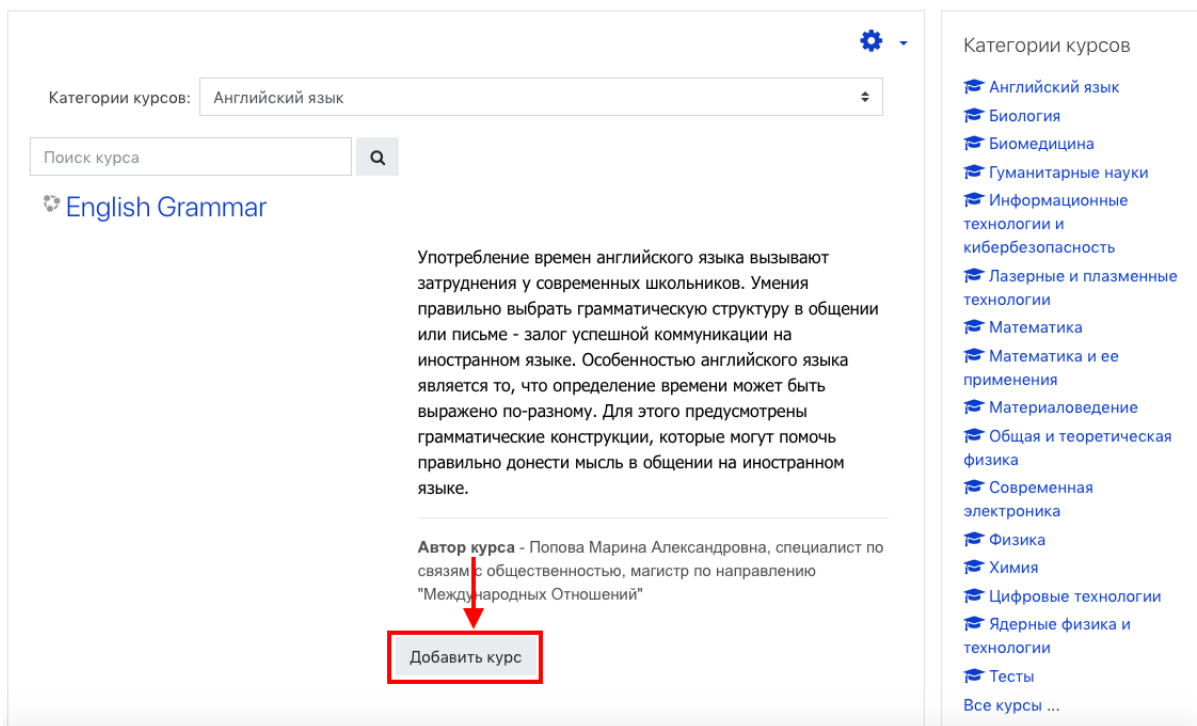 Категории курсов:
Английский язык
Поиск курса
English Grammar
Употребление времен английского языка вызывают
затруднения у современных школьников. Умения
правильно выбрать грамматическую структуру в общении
или письме - залог успешной коммуникации на
иностранном языке. Особенностью английского языка
является то, что определение времени может быть
выражено по-разному. Для этого предусмотрены
грамматические конструкции, которые могут помочь
правильно донести мысль в общении на иностранном
языке.
Автор курса - Попова Марина Александровна, специалист по
связям с общественностью, магистр по направлению
"Международных Отношений"
Добавить курс
Категории курсов
Английский язык
Биология
Биомедицина
Гуманитарные науки
Информационные
технологии и
кибербезопасность
Лазерные и плазменные
технологии
Математика
Математика и ее
применения
Материаловедение
Общая и теоретическая
физика
Современная
электроника
Физика
Химия
Цифровые технологии
Ядерные физика и
технологии
Тесты
Все курсы ...